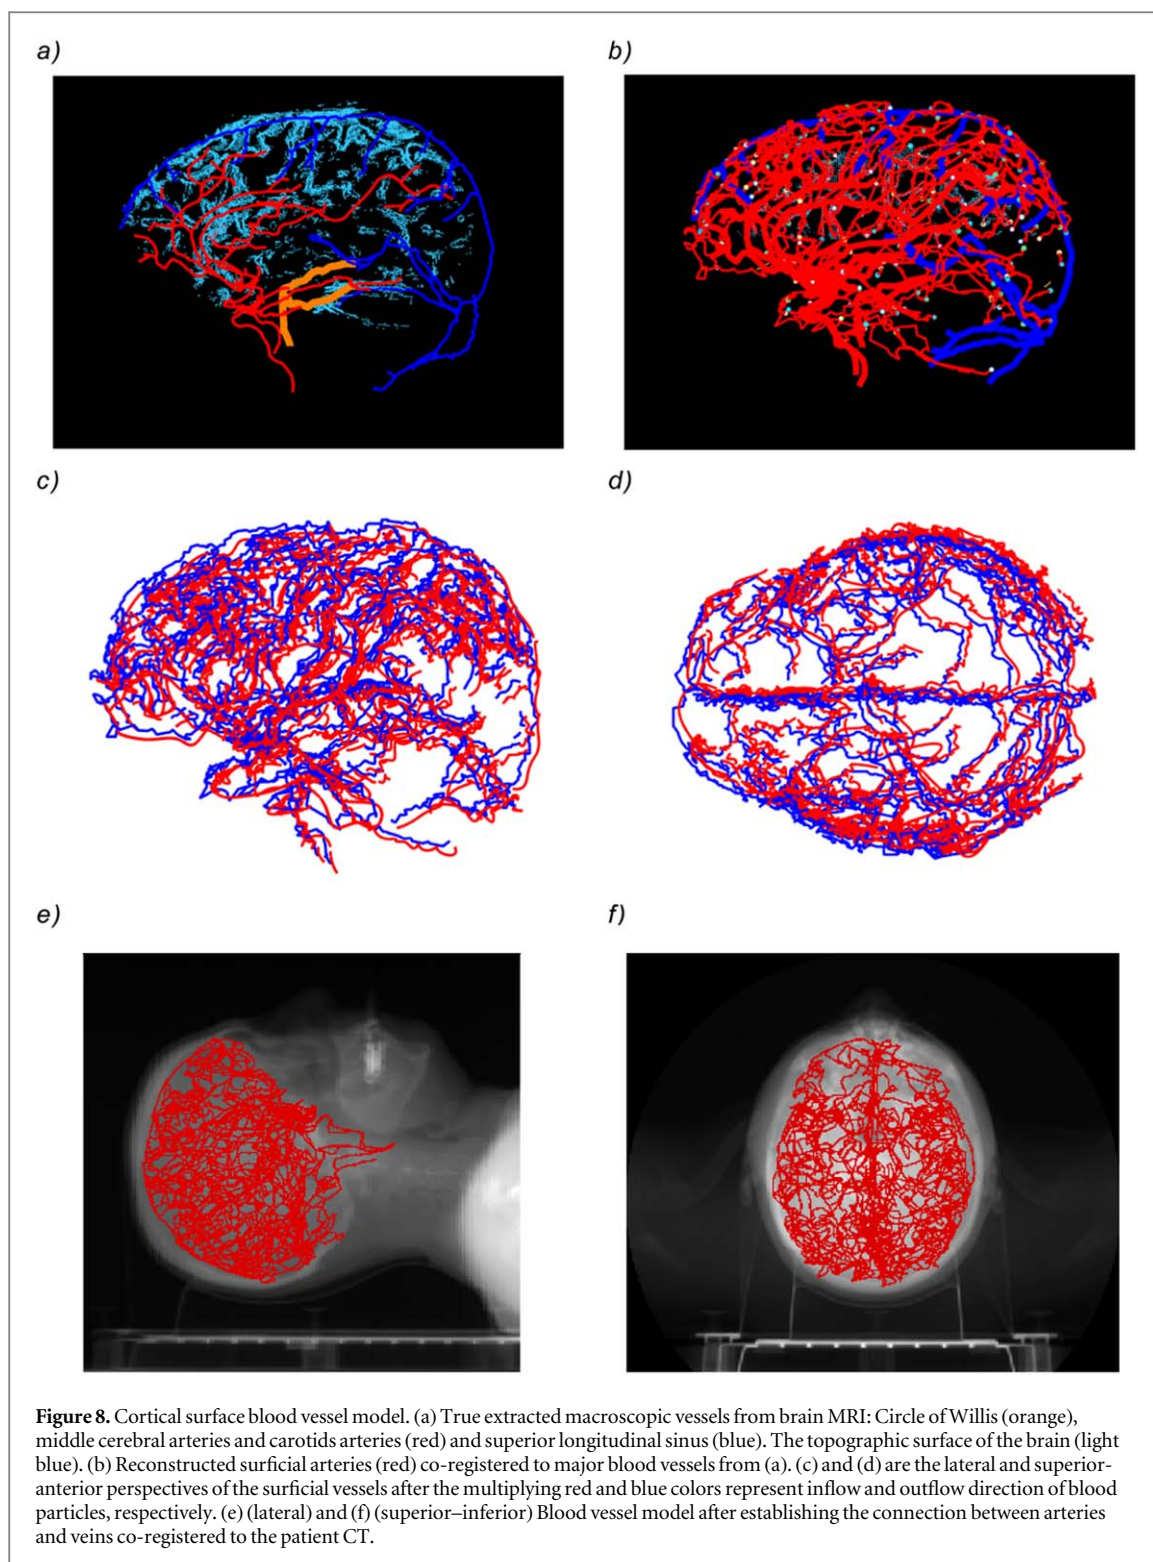 a)
b)
c)
d)
e)
f)
Figure 8. Cortical surface blood vessel model. (a) True extracted macroscopic vessels from brain MRI: Circle of Willis (orange),
middle cerebral arteries and carotids arteries (red) and superior longitudinal sinus (blue). The topographic surface of the brain (light
blue). (b) Reconstructed surficial arteries (red) co-registered to major blood vessels from (a). (c) and (d) are the lateral and superior-
anterior perspectives of the surficial vessels after the multiplying red and blue colors represent inflow and outflow direction of blood
particles, respectively. (e) (lateral) and (f) (superior–inferior) Blood vessel model after establishing the connection between arteries
and veins co-registered to the patient CT.